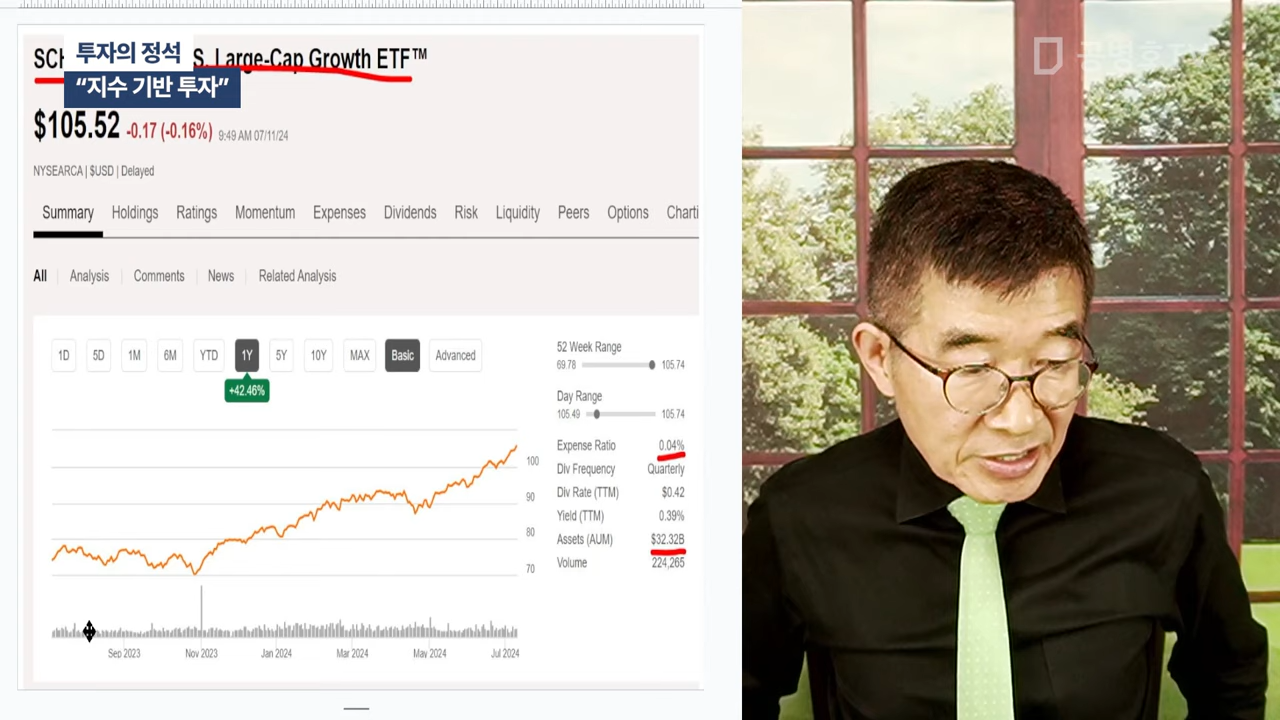 SCH S. Large-Cap Growth ETF™
투자의 정석
“지수 기반 투자”
$105.52 -0.17 (-0.16%) 9:49 AM 07/11/24
NYSEARCA | $USD | Delayed
Summary Holdings Ratings Momentum Expenses Dividends Risk Liquidity Peers Options Charti
All Analysis Comments News Related Analysis
1D 5D 1M 6M YTD 1Y 5Y 10Y MAX Basic Advanced
+42.46%
52 Week Range
69.78 105.74
Day Range
105.49 105.74
Expense Ratio 0.04%
Div Frequency Quarterly
Div Rate (TTM) $0.42
Yield (TTM) 0.39%
Assets (AUM) $32.32B
Volume 224,265
100
90
80
70
Sep 2023 Nov 2023 Jan 2024 Mar 2024 May 2024 Jul 2024